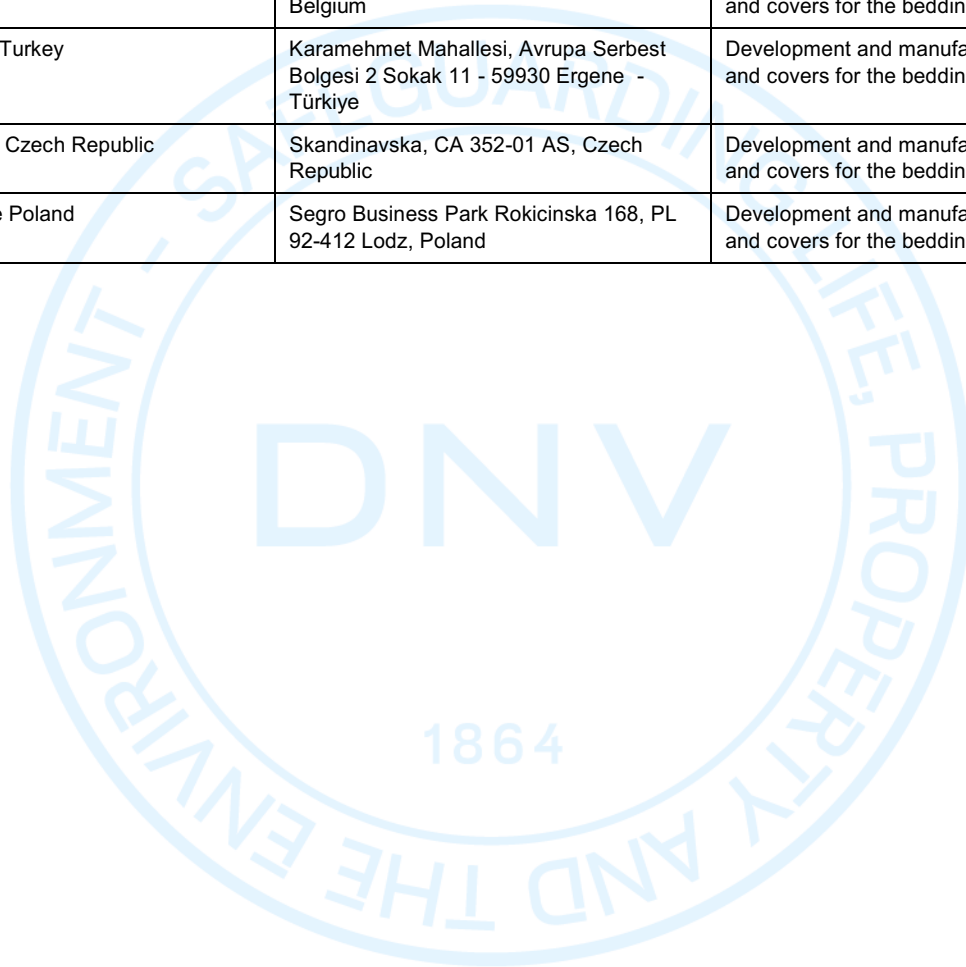 Belgium
and covers for the beddin
Turkey
Karamehmet Mahallesi, Avrupa Serbest
Bolgesi 2 Sokak 11 - 59930 Ergene -
Türkiye
Development and manufa
and covers for the beddin
Czech Republic
Skandinavska, CA 352-01 AS, Czech
Republic
Development and manufa
and covers for the beddin
Poland
Segro Business Park Rokicinska 168, PL
92-412 Lodz, Poland
Development and manufa
and covers for the beddin
SAFEGUARDING LIFE, PROPERTY AND THE ENVIRONMENT -
DNV
1864